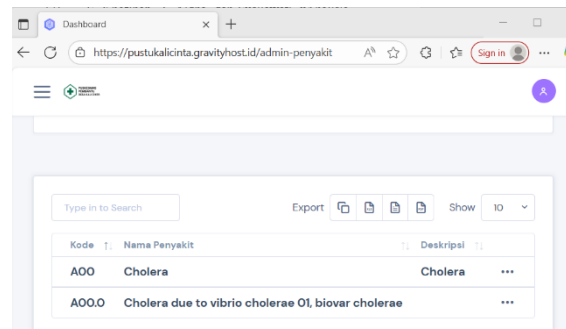 Dashboard
https://pustukalicinta.gravityhost.id/admin-penyakit
Sign in
Type in to Search
Export
Show
10
Kode
Nama Penyakit
Deskripsi
A00
Cholera
Cholera
A00.0
Cholera due to vibrio cholerae 01, biovar cholerae